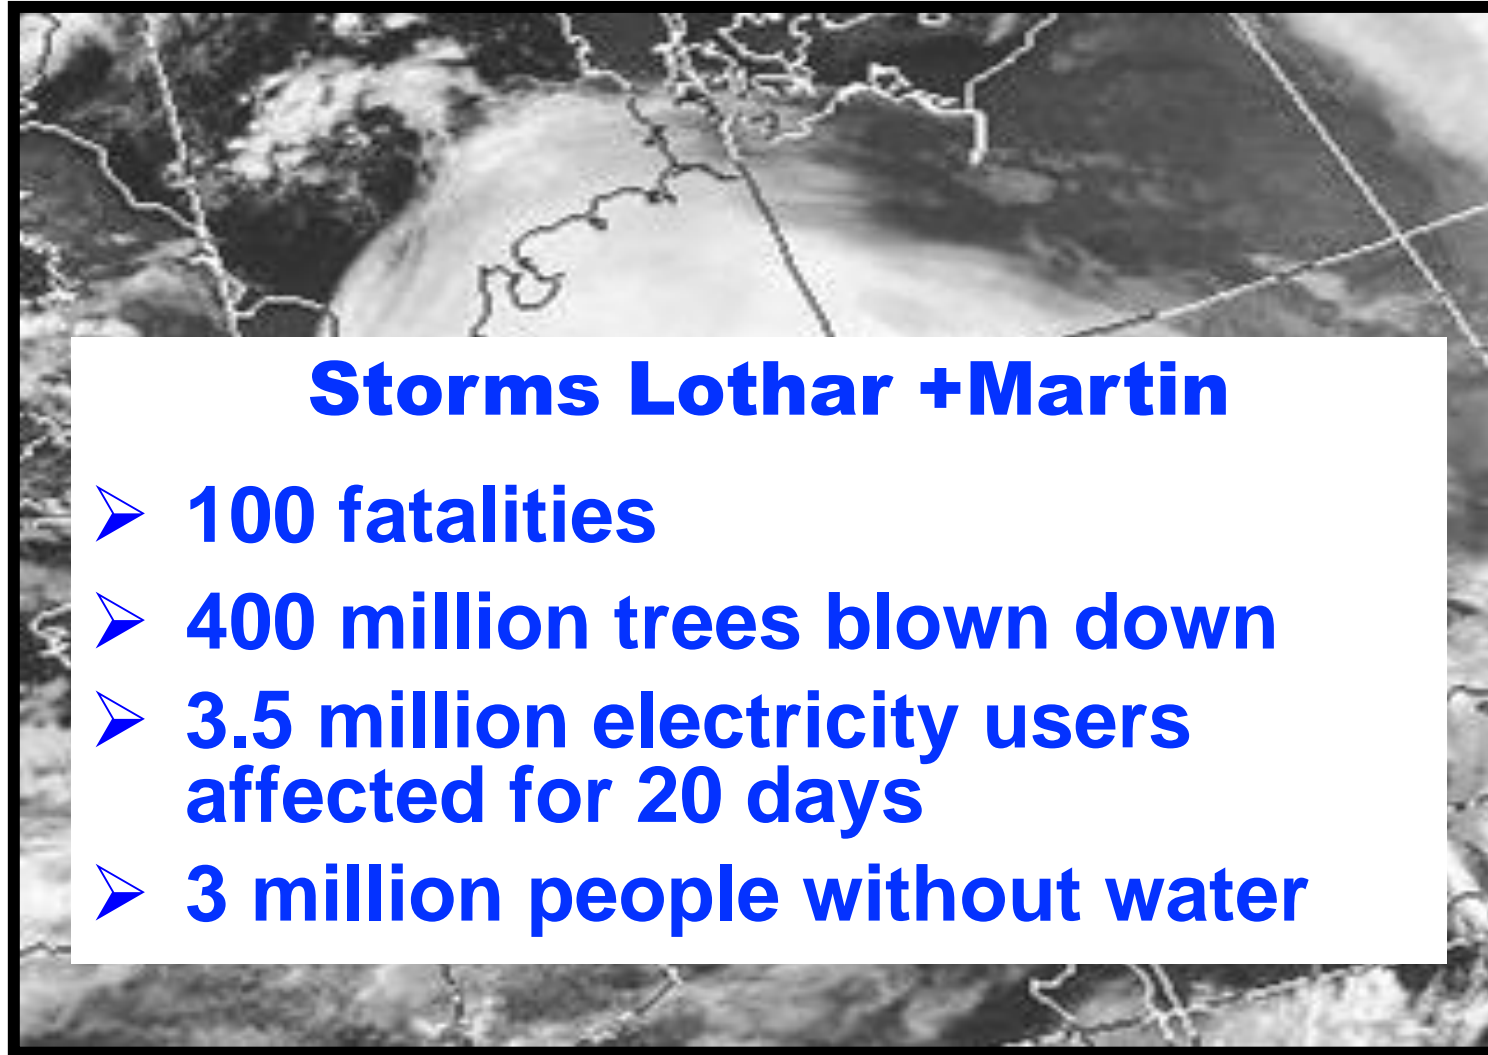 Storms Lothar +Martin
100 fatalities
400 million trees blown down
3.5 million electricity users
affected for 20 days
3 million people without water